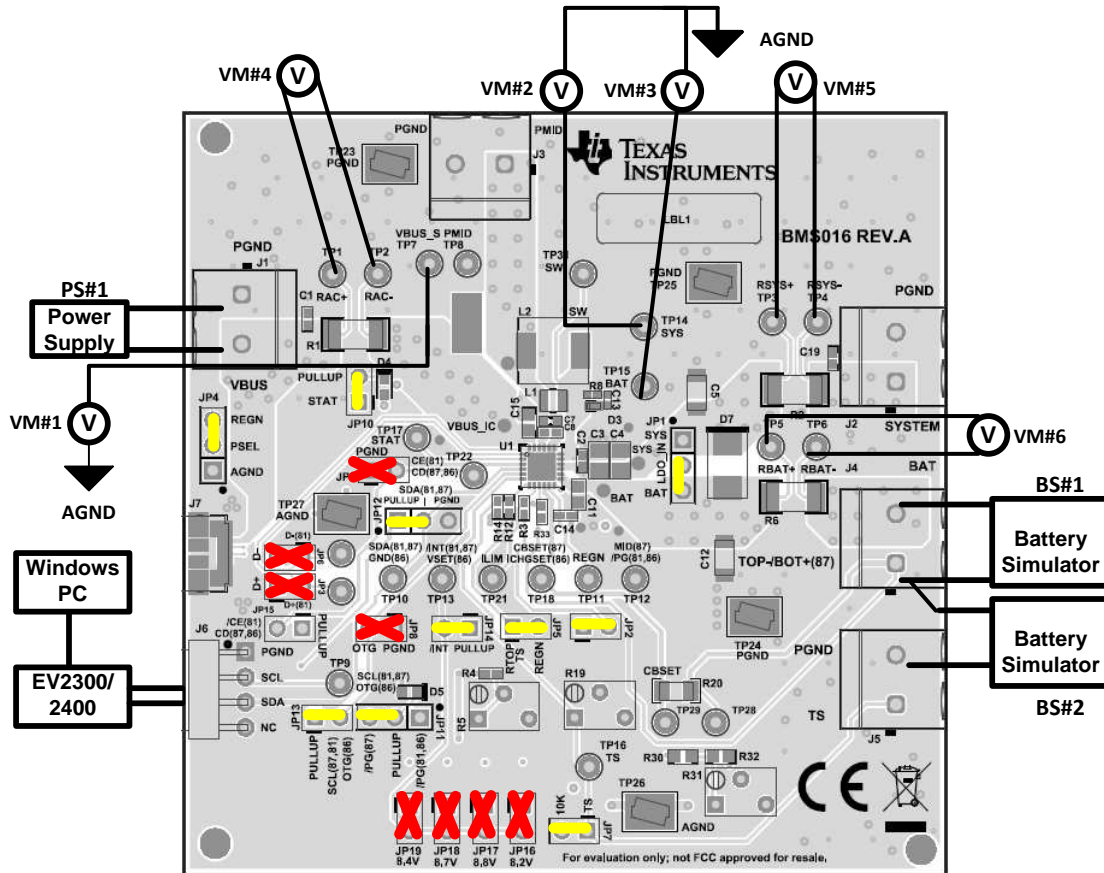 AGND
VM#4
V
VM#2
V
VM#3
V
V
VM#5
PGND
PMID
TP23
PGND
J3
TEXAS
INSTRUMENTS
LBL1
BMS016 REV.A
VBUS_S PMID
TP7
TP8
TP1
TP2
RAC+
RAC-
SW
PGND
TP25
RSYS+
TP3
RSYS-
TP4
PGND
PGND
J1
PS#1
Power
Supply
C1
R1
L2
SW
TP14
SYS
C19
VBUS
PULLUP
STAT
D4
JP10
TP15
BAT
L1
R8
C15
C7
C8
D3
C5
JP1
D7
J2
SYSTEM
VM#1
V
AGND
JP4
REGN
PSEL
AGND
TP17
STAT
VBUS_IC
U1
C2
C3
C4
SYS
SYS
LDO_IN
BAT
BAT
TP6
RBAT+
RBAT-
V
VM#6
J4
BAT
PGND
CE(81)
CD(87,86)
TP22
SDA(81,87)
PULLUP
PGND
JP12
TP27
AGND
R14
R12
R3
R33
C14
C11
R6
BS#1
Battery
Simulator
J7
D-
D-(81)
JP6
D+
D+(81)
JP3
Windows
PC
SDA(81,87)
GND(86)
TP10
/INT(81,87)
VSET(86)
TP13
ILIM
TP21
CBSET(87)
ICHGSET(86)
TP18
REGN
TP11
MID(87)
/PG(81,86)
TP12
C12
TOP-/BOT+(87)
TP24
PGND
PGND
Battery
Simulator
BS#2
JP15
/CE(81)
CD(87,86)
PULLUP
J6
PGND
SCL
SDA
NC
EV2300/
2400
OTG
PGND
JP8
/INT
PULLUP
JP14
RTOP
TS
REGN
JP5
JP2
TP9
SCL(81,87)
OTG(86)
D5
R4
R5
R19
CBSET
R20
TP29
TP28
TS
J5
JP13
PULLUP
SCL(87,81)
OTG(86)
/PG(87)
PULLUP
/PG(81,86)
JP11
TP16
TS
R30
R32
R31
TP26
AGND
CE
JP19
8,4V
JP18
8,7V
JP17
8,8V
JP16
8,2V
10K
TS
JP7
For evaluation only; not FCC approved for resale.